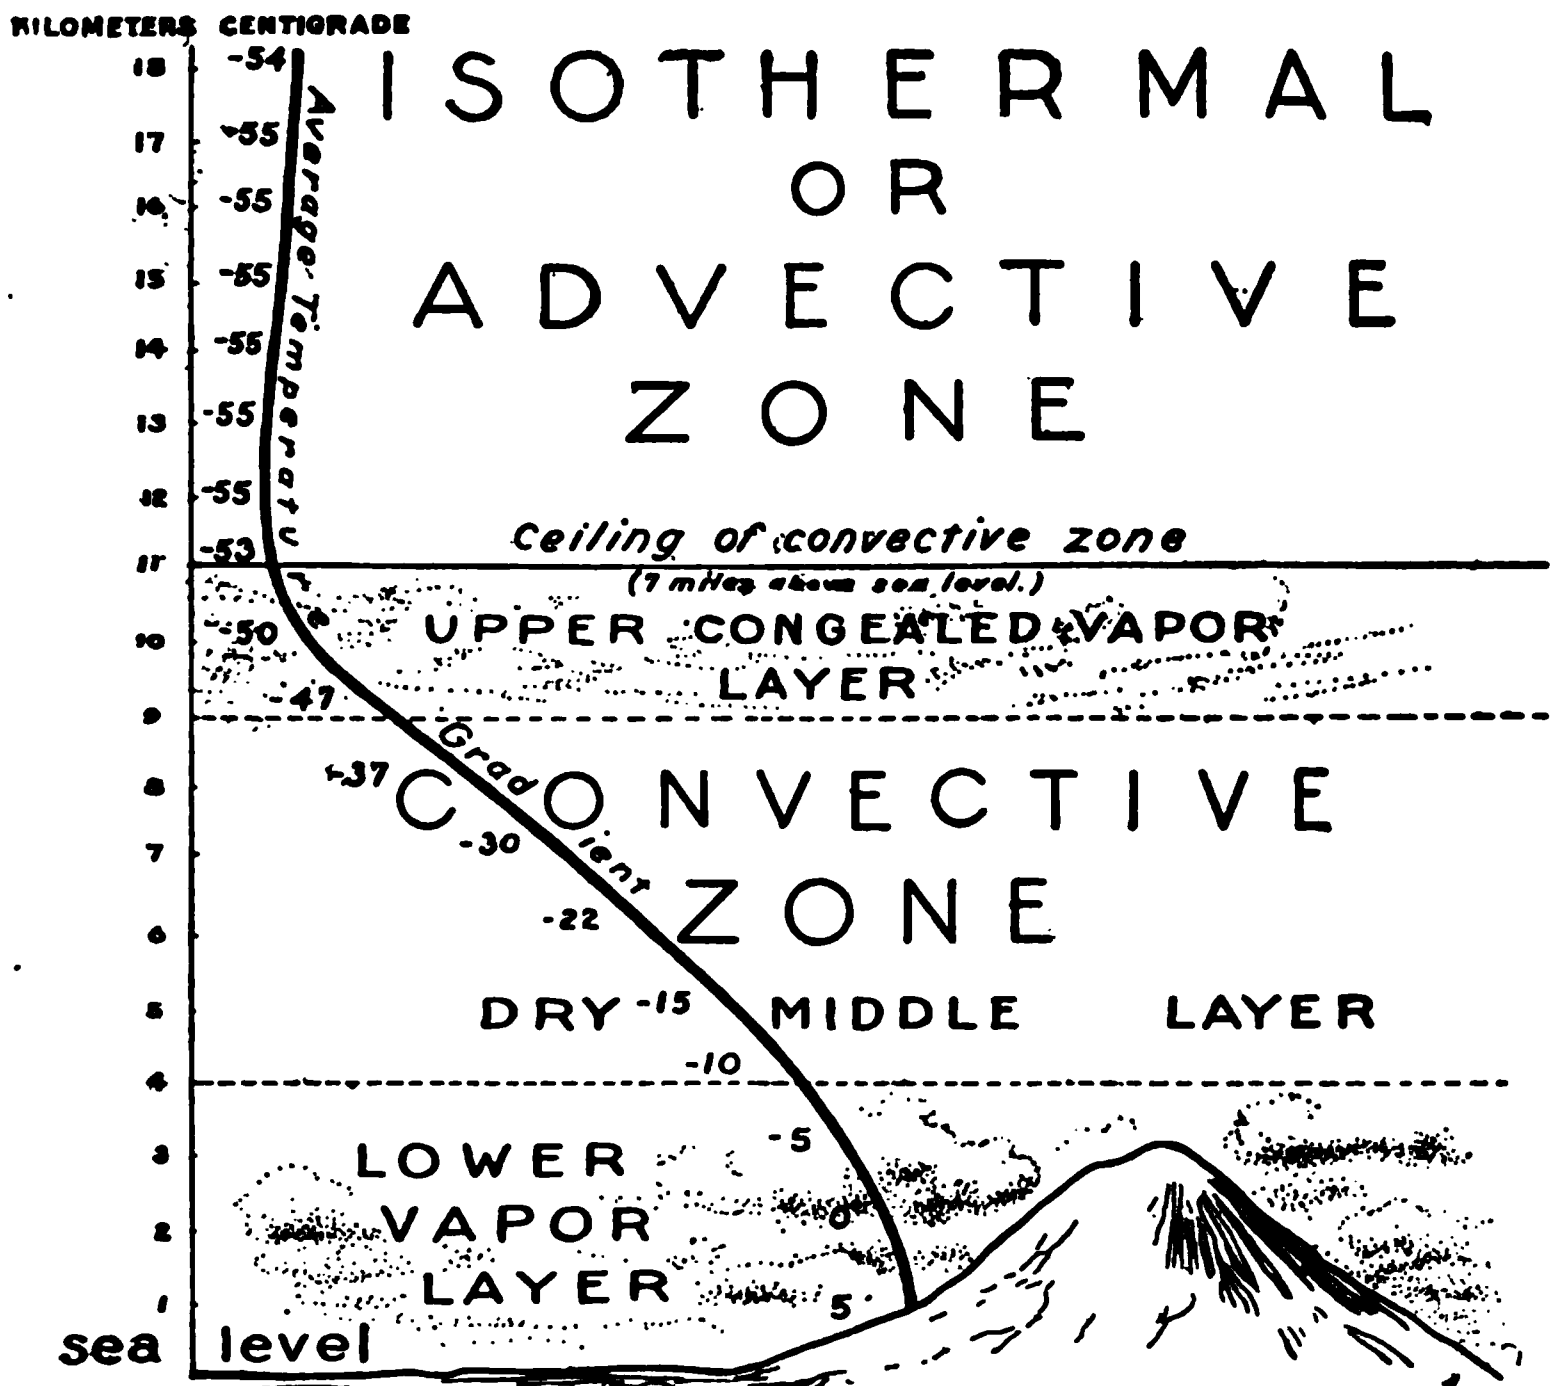 KILOMETERS CENTIGRADE
18 -54 ISOTHERMAL
17 -55
16 -55 OR
15 -55 ADVECTIVE
14 -55
13 -55 ZONE
12 -55
Average Temperature Gradient
Ceiling of convective zone
11 -53
(7 miles above sea level.)
10 -50 UPPER CONGEALED VAPOR
LAYER
9 -47
8 -37 CONVECTIVE
7 -30
6 -22 ZONE
5 DRY -15 MIDDLE LAYER
4 -10
3 -5 LOWER
2 0 VAPOR
1 5 LAYER
sea level